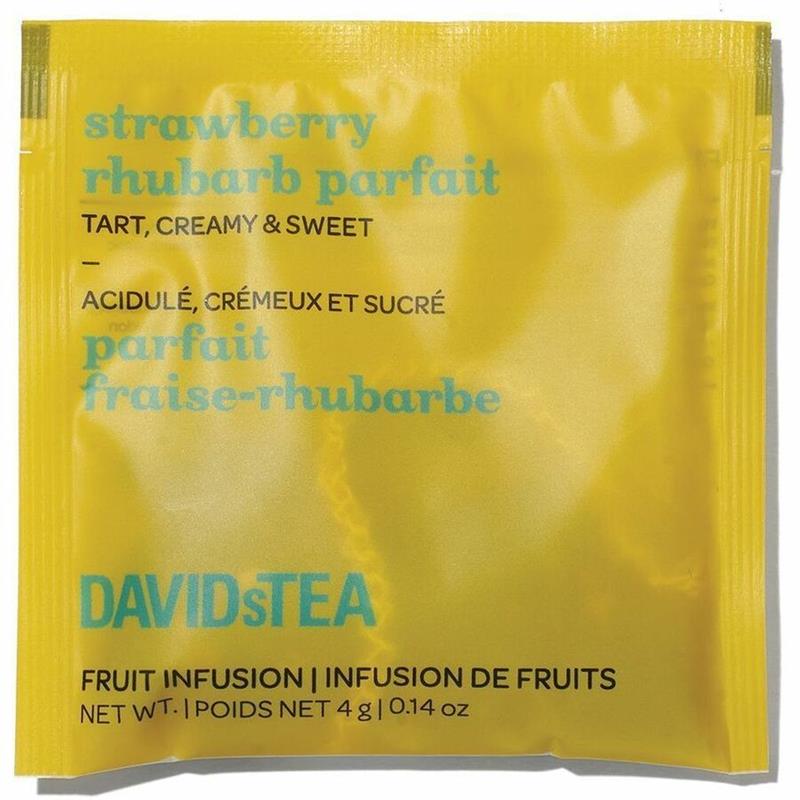 strawberry
rhubarb parfait
TART, CREAMY & SWEET
–
ACIDULÉ, CRÉMEUX ET SUCRÉ
parfait
fraise-rhubarbe
DAVIDsTEA
FRUIT INFUSION | INFUSION DE FRUITS
NET WT. | POIDS NET 4 g | 0.14 oz